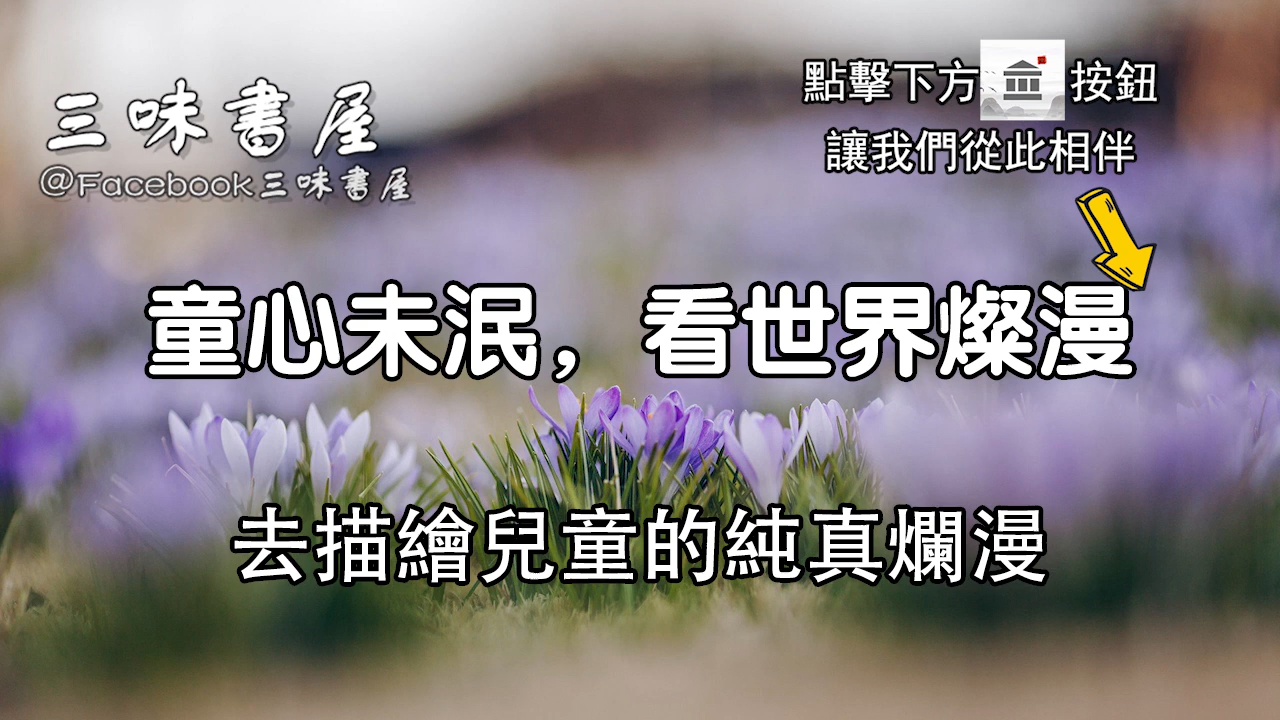 三味書屋
@Facebook三味書屋
點擊下方 按鈕
讓我們從此相伴
童心未泯，看世界燦漫
去描繪兒童的純真爛漫